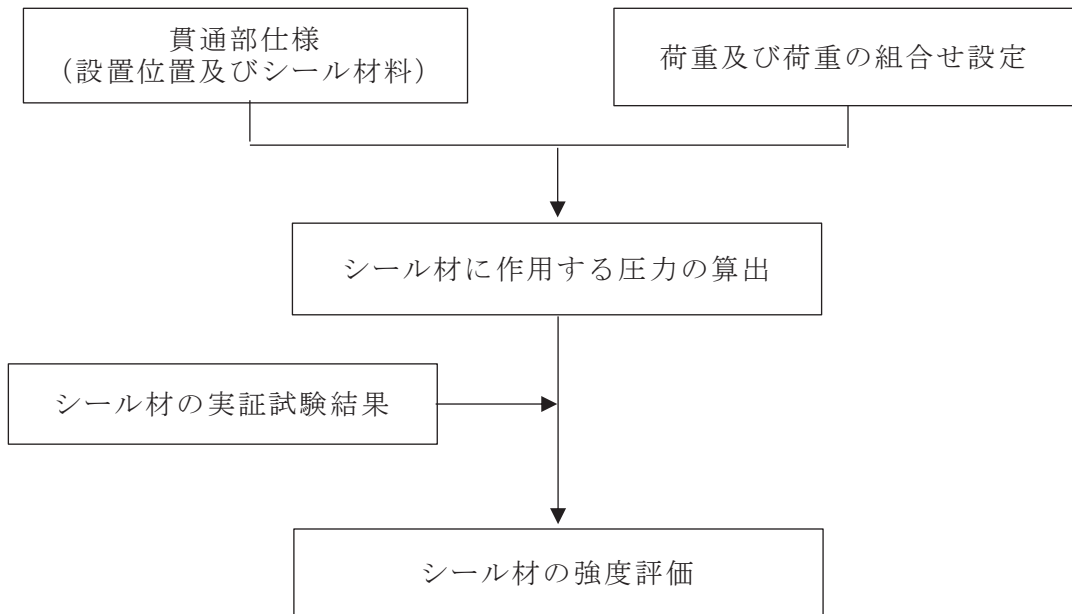 貫通部仕様
(設置位置及びシール材料)
荷重及び荷重の組合せ設定
シール材に作用する圧力の算出
シール材の実証試験結果
シール材の強度評価